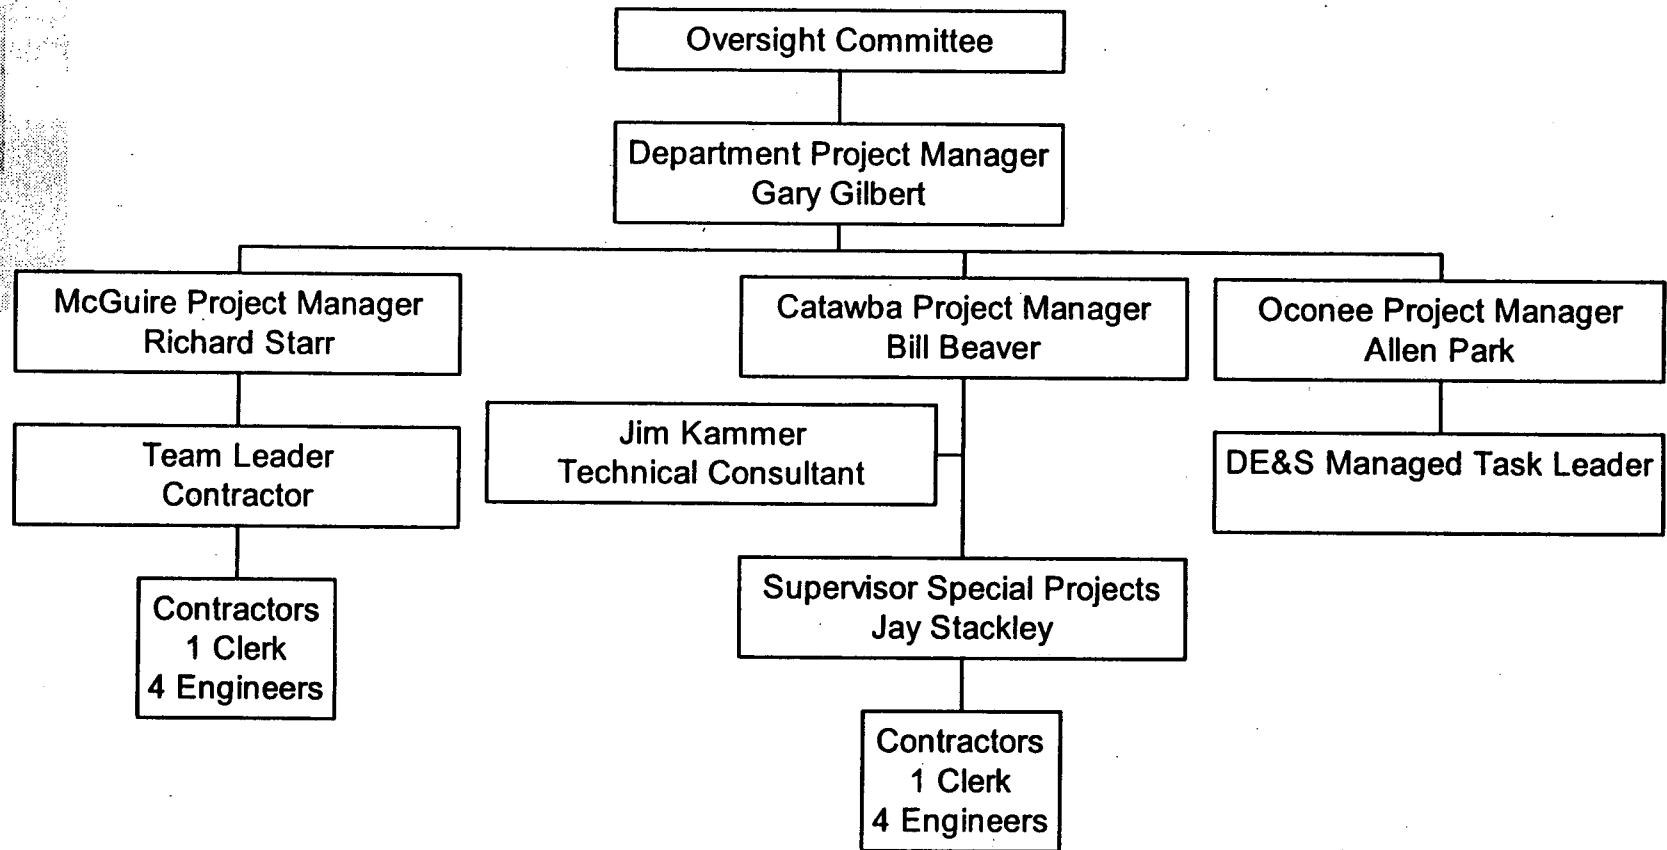 Oversight Committee
Department Project Manager
Gary Gilbert
McGuire Project Manager
Richard Starr
Catawba Project Manager
Bill Beaver
Oconee Project Manager
Allen Park
Team Leader
Contractor
Jim Kammer
Technical Consultant
DE&S Managed Task Leader
Supervisor Special Projects
Jay Stackley
Contractors
1 Clerk
4 Engineers
Contractors
1 Clerk
4 Engineers